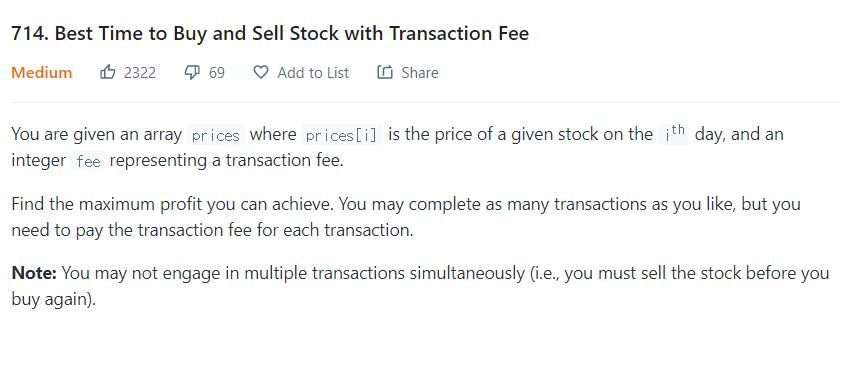 714. Best Time to Buy and Sell Stock with Transaction Fee
Medium 2322 69 Add to List Share
You are given an array prices where prices[i] is the price of a given stock on the ith day, and an
integer fee representing a transaction fee.
Find the maximum profit you can achieve. You may complete as many transactions as you like, but you
need to pay the transaction fee for each transaction.
Note: You may not engage in multiple transactions simultaneously (i.e., you must sell the stock before you
buy again).